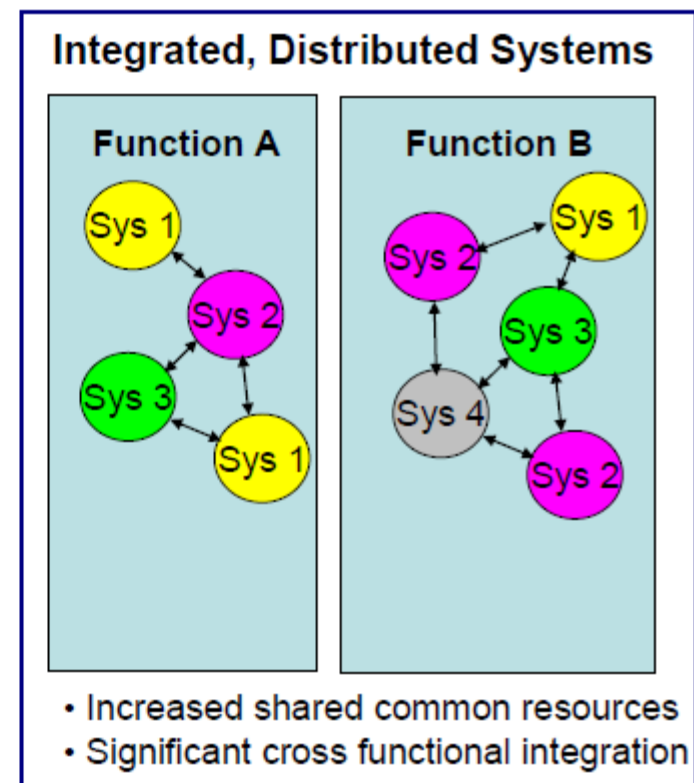 Integrated, Distributed Systems
Function A
Sys 1
Sys 2
Sys 3
Sys 1
Function B
Sys 1
Sys 2
Sys 3
Sys 4
Sys 2
• Increased shared common resources
• Significant cross functional integration